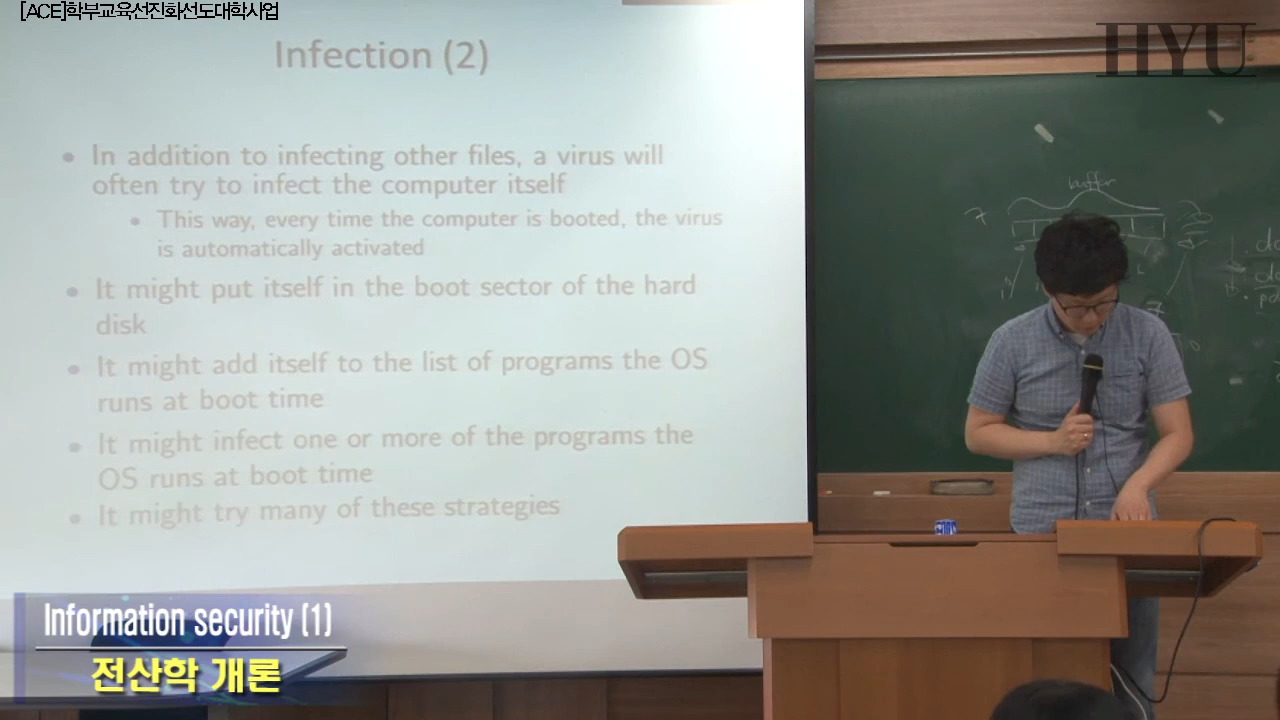 [ACE]학부교육선진화선도대학사업
HYU
Infection (2)
• In addition to infecting other files, a virus will
often try to infect the computer itself
• This way, every time the computer is booted, the virus
is automatically activated
• It might put itself in the boot sector of the hard
disk
• It might add itself to the list of programs the OS
runs at boot time
• It might infect one or more of the programs the
OS runs at boot time
• It might try many of these strategies
buffer
Information security (1)
전산학 개론